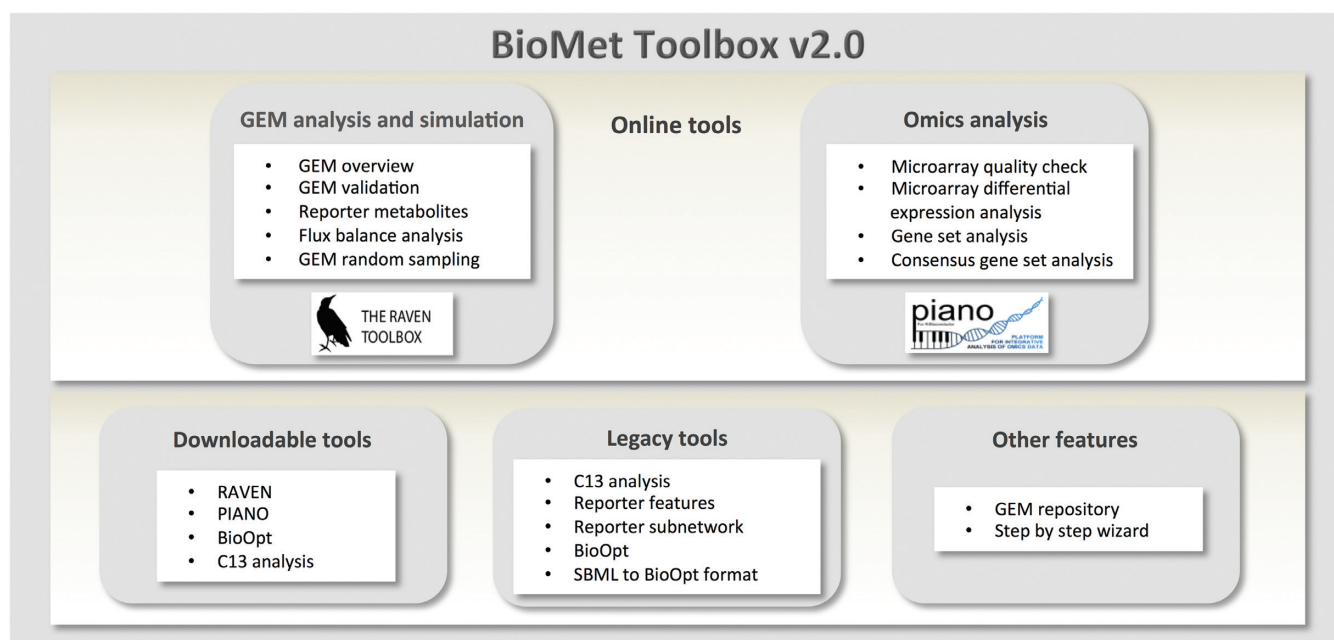 BioMet Toolbox v2.0
GEM analysis and simulation
• GEM overview
• GEM validation
• Reporter metabolites
• Flux balance analysis
• GEM random sampling
THE RAVEN
TOOLBOX
Online tools
Omics analysis
• Microarray quality check
• Microarray differential
expression analysis
• Gene set analysis
• Consensus gene set analysis
piano
For R/Bioconductor
PLATFORM
FOR INTEGRATIVE
ANALYSIS OF OMICS DATA
Downloadable tools
• RAVEN
• PIANO
• BioOpt
• C13 analysis
Legacy tools
• C13 analysis
• Reporter features
• Reporter subnetwork
• BioOpt
• SBML to BioOpt format
Other features
• GEM repository
• Step by step wizard